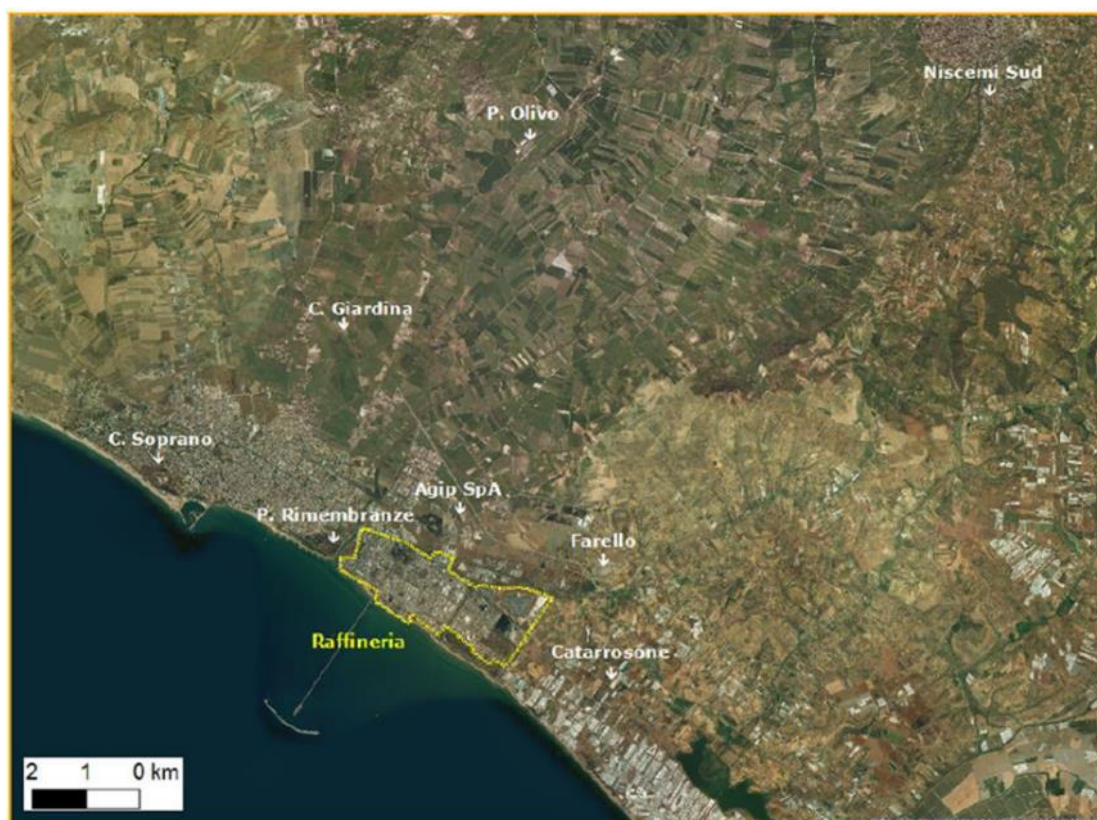 Niscemi Sud
P. Olivo
C. Giardina
C. Soprano
Agip SpA
P. Rimembranze
Farello
Raffineria
Catarrosone
2 1 0 km